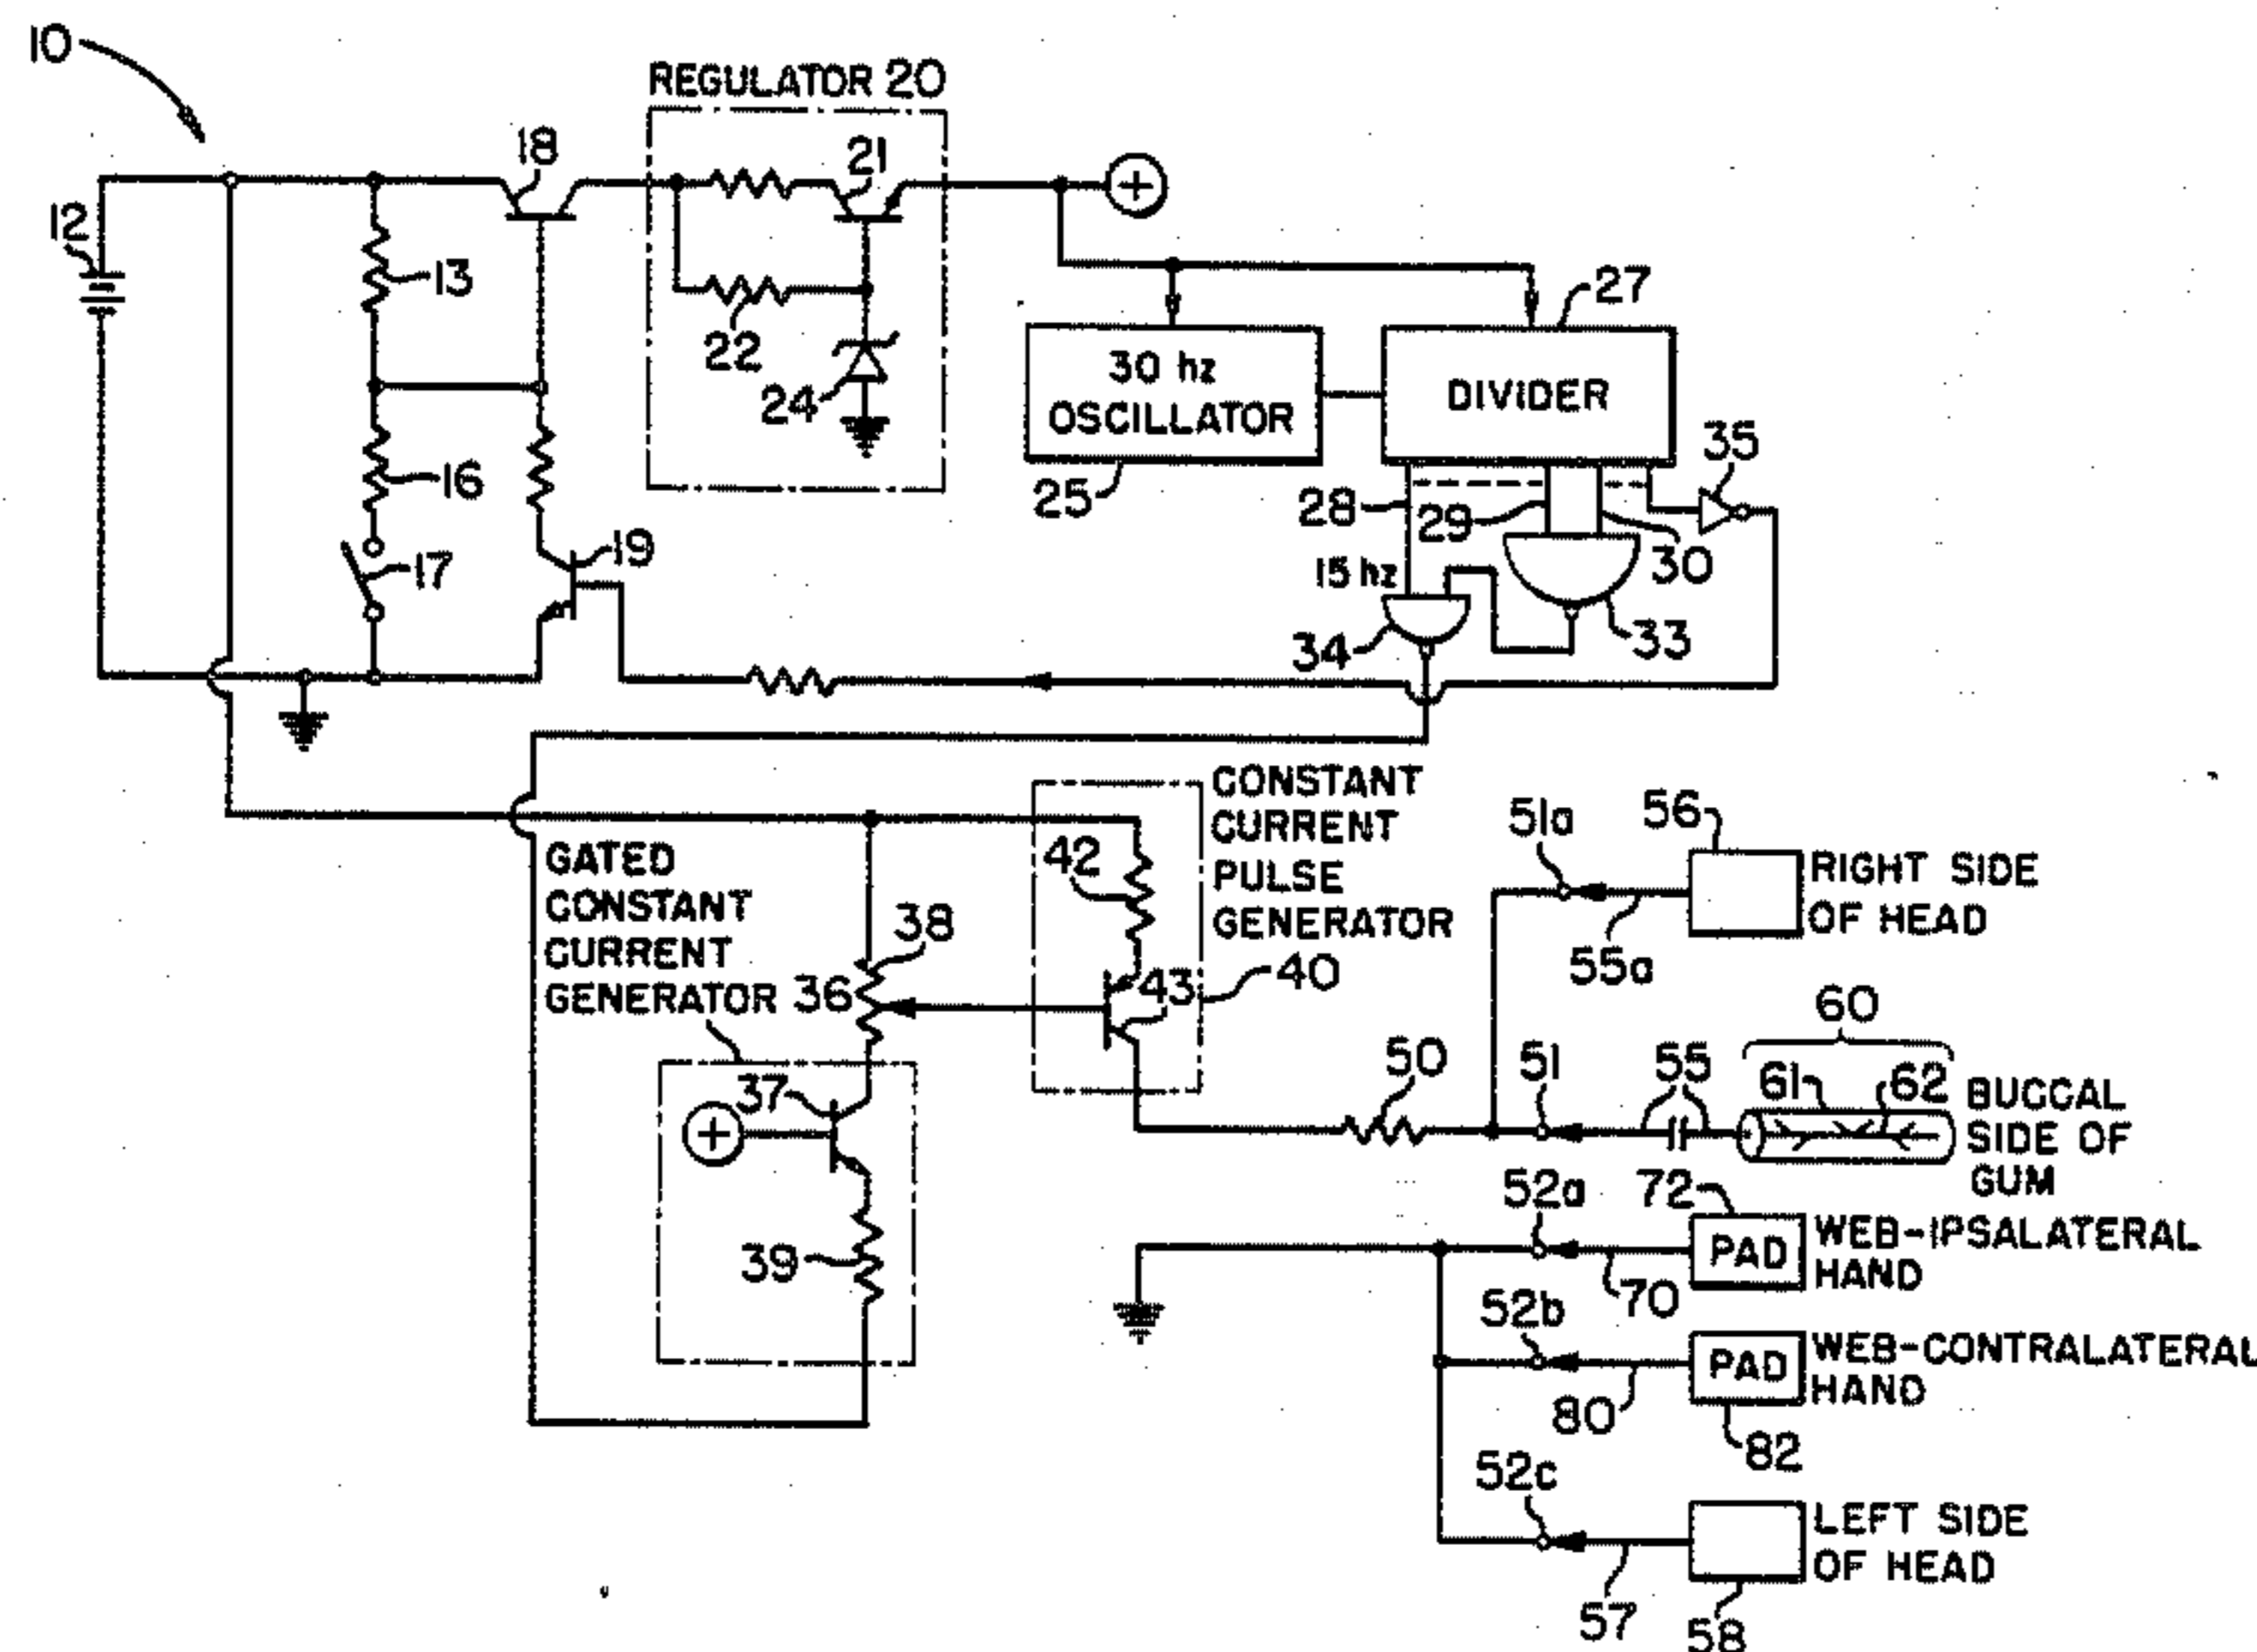 10
REGULATOR 20
18
21
12
13
22
24
16
17
19
30 hz
OSCILLATOR
25
27
DIVIDER
35
28
29
30
15 hz
34
33
GATED
CONSTANT
CURRENT
GENERATOR
36
38
37
+
39
+
CONSTANT
CURRENT
PULSE
GENERATOR
40
42
43
50
51a
56
RIGHT SIDE
OF HEAD
55a
51
55
60
61
62
BUGCAL
SIDE OF
GUM
52a
72
PAD
WEB-IPSALATERAL
HAND
70
52b
PAD
WEB-CONTRALATERAL
HAND
80
82
52c
LEFT SIDE
OF HEAD
57
58